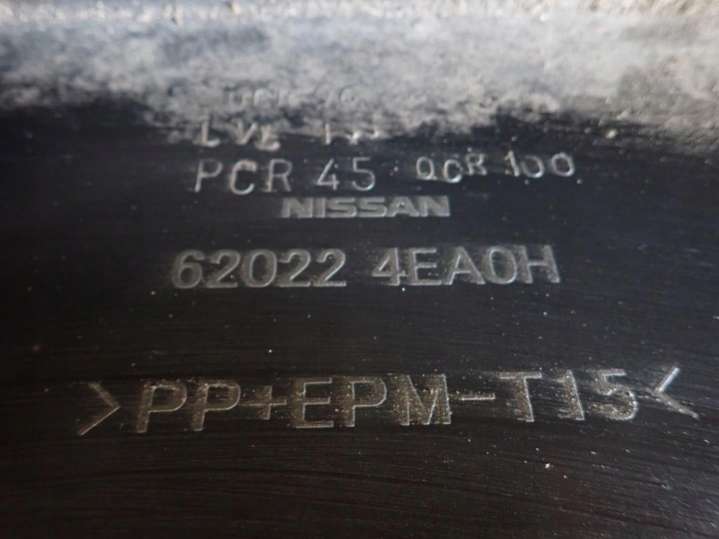 PCR 45 QCR 100
NISSAN
62022 4EA0H
>PP+EPM-T15<